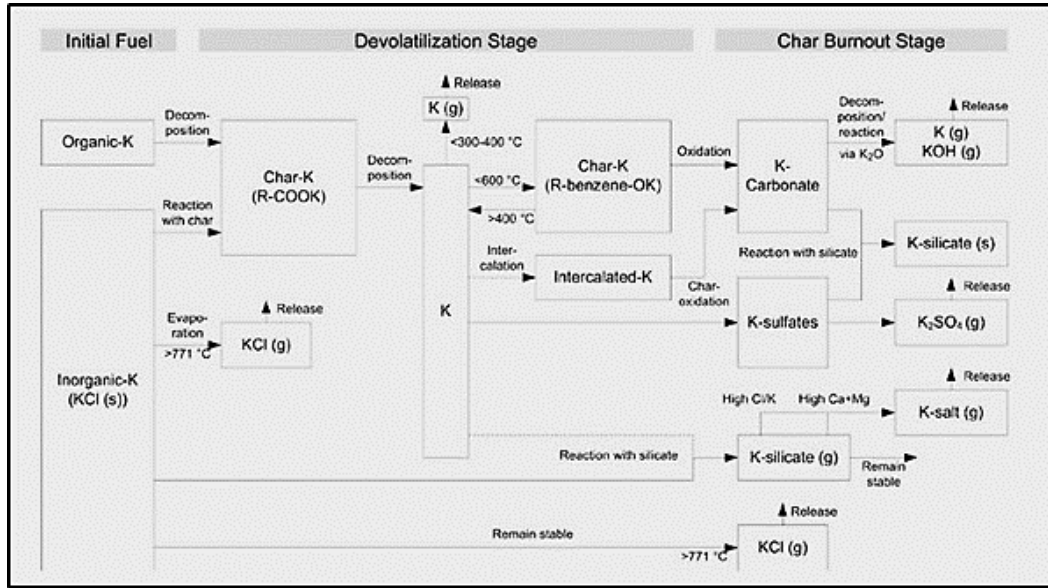 Initial Fuel
Devolatilization Stage
Char Burnout Stage
Organic-K
Decom-
position
Char-K
(R-COOK)
Reaction
with char
Inorganic-K
(KCl (s))
Evapo-
ration
>771 °C
Release
KCl (g)
Decom-
position
Release
K (g)
<300-400 °C
K
<600 °C
>400 °C
Char-K
(R-benzene-OK)
Inter-
calation
Intercalated-K
Oxidation
Char-
oxidation
K-
Carbonate
Decom-
position/
reaction
via K₂O
Release
K (g)
KOH (g)
Reaction with silicate
K-silicate (s)
K-sulfates
Release
K₂SO₄ (g)
High Cl/K
High Ca+Mg
Release
K-salt (g)
Reaction with silicate
K-silicate (g)
Remain
stable
Remain stable
>771 °C
Release
KCl (g)